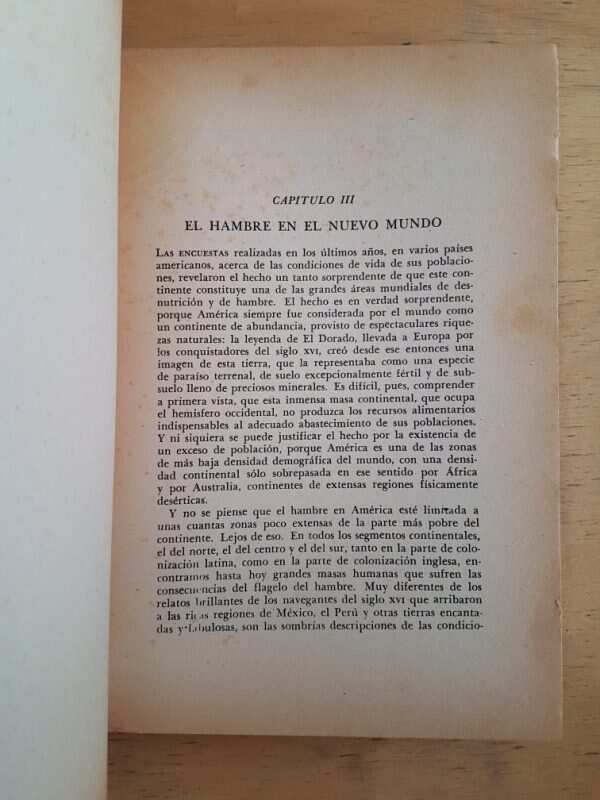 CAPITULO III
EL HAMBRE EN EL NUEVO MUNDO
LAS ENCUESTAS realizadas en los últimos años, en varios países
americanos, acerca de las condiciones de vida de sus poblacio-
nes, revelaron el hecho un tanto sorprendente de que este con-
tinente constituye una de las grandes áreas mundiales de des-
nutrición y de hambre. El hecho es en verdad sorprendente,
porque América siempre fue considerada por el mundo como
un continente de abundancia, provisto de espectaculares rique-
zas naturales: la leyenda de El Dorado, llevada a Europa por
los conquistadores del siglo XVI, creó desde ese entonces una
imagen de esta tierra, que la representaba como una especie
de paraíso terrenal, de suelo excepcionalmente fértil y de sub-
suelo lleno de preciosos minerales. Es difícil, pues, comprender
a primera vista, que esta inmensa masa continental, que ocupa
el hemisfero occidental, no produzca los recursos alimentarios
indispensables al adecuado abastecimiento de sus poblaciones.
Y ni siquiera se puede justificar el hecho por la existencia de
un exceso de población, porque América es una de las zonas
de más baja densidad demográfica del mundo, con una densi-
dad continental sólo sobrepasada en ese sentido por África
y por Australia, continentes de extensas regiones físicamente
desérticas.
Y no se piense que el hambre en América esté limitada a
unas cuantas zonas poco extensas de la parte más pobre del
continente. Lejos de eso. En todos los segmentos continentales,
el del norte, el del centro y el del sur, tanto en la parte de colo-
nización latina, como en la parte de colonización inglesa, en-
contramos hasta hoy grandes masas humanas que sufren las
consecuencias del flagelo del hambre. Muy diferentes de los
relatos brillantes de los navegantes del siglo XVI que arribaron
a las ricas regiones de México, el Perú y otras tierras encanta-
das y fabulosas, son las sombrías descripciones de las condicio-